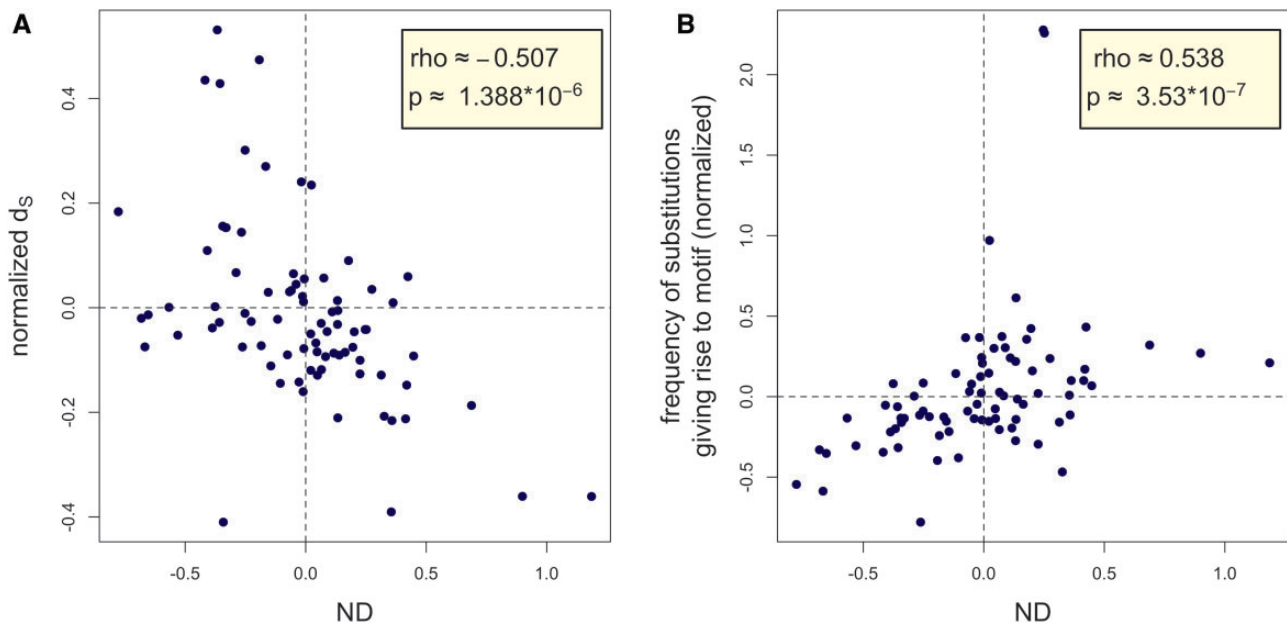 A
rho ≈ −0.507
p ≈ 1.388*10⁻⁶
normalized dS
0.4
0.2
0.0
-0.2
-0.4
-0.5
0.0
0.5
1.0
ND
B
rho ≈ 0.538
p ≈ 3.53*10⁻⁷
frequency of substitutions
giving rise to motif (normalized)
2.0
1.5
1.0
0.5
0.0
-0.5
-0.5
0.0
0.5
1.0
ND